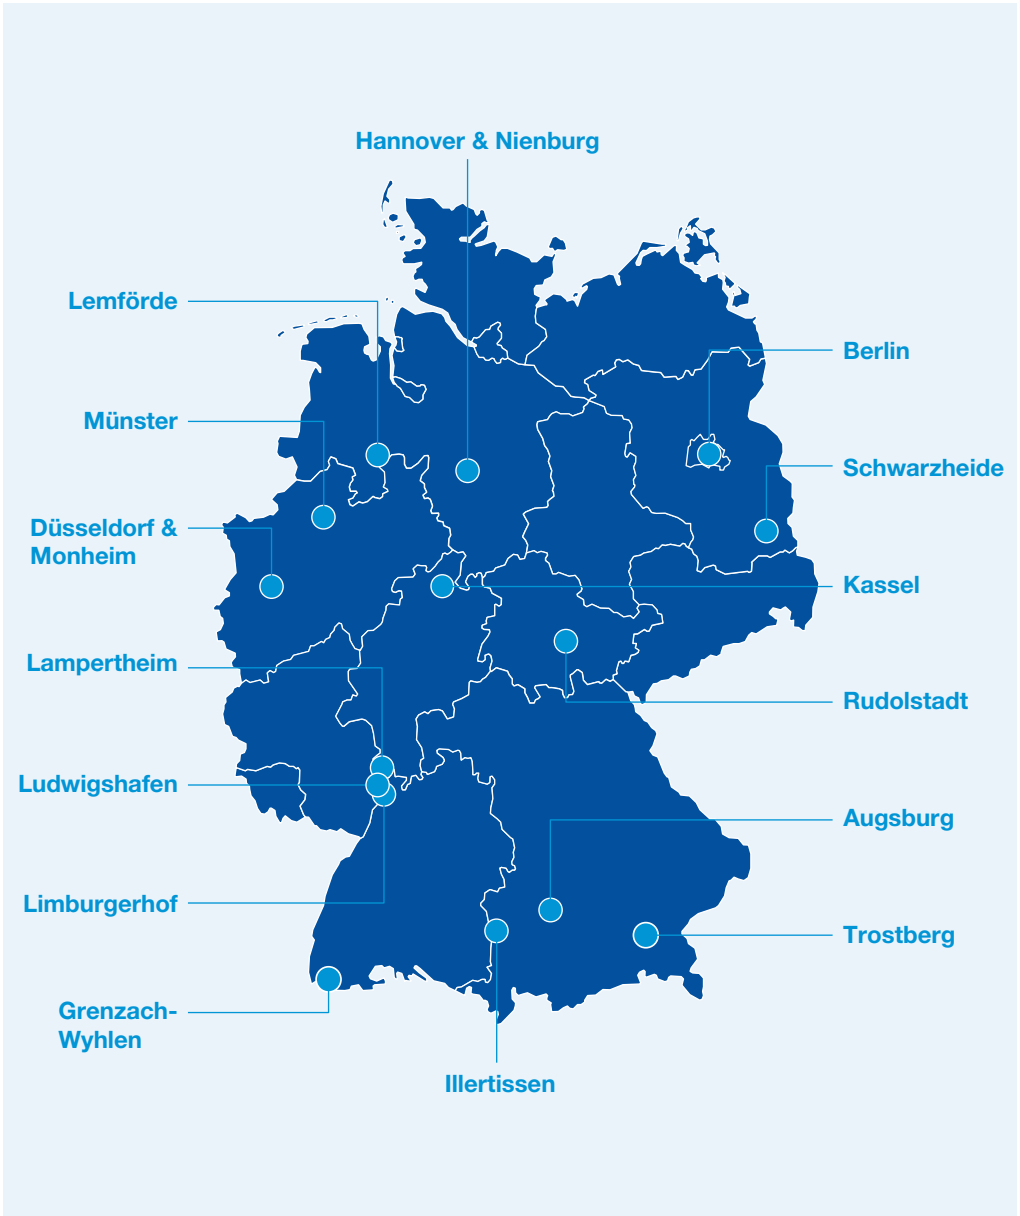 Hannover & Nienburg
Lemförde
Berlin
Münster
Schwarzheide
Düsseldorf &
Monheim
Kassel
Lampertheim
Rudolstadt
Ludwigshafen
Augsburg
Limburgerhof
Trostberg
Grenzach-
Wyhlen
Illertissen